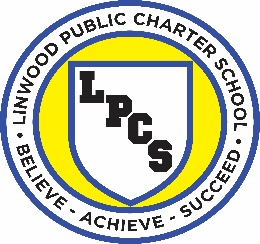 • LINWOOD PUBLIC CHARTER SCHOOL •
LPCS
BELIEVE - ACHIEVE - SUCCEED